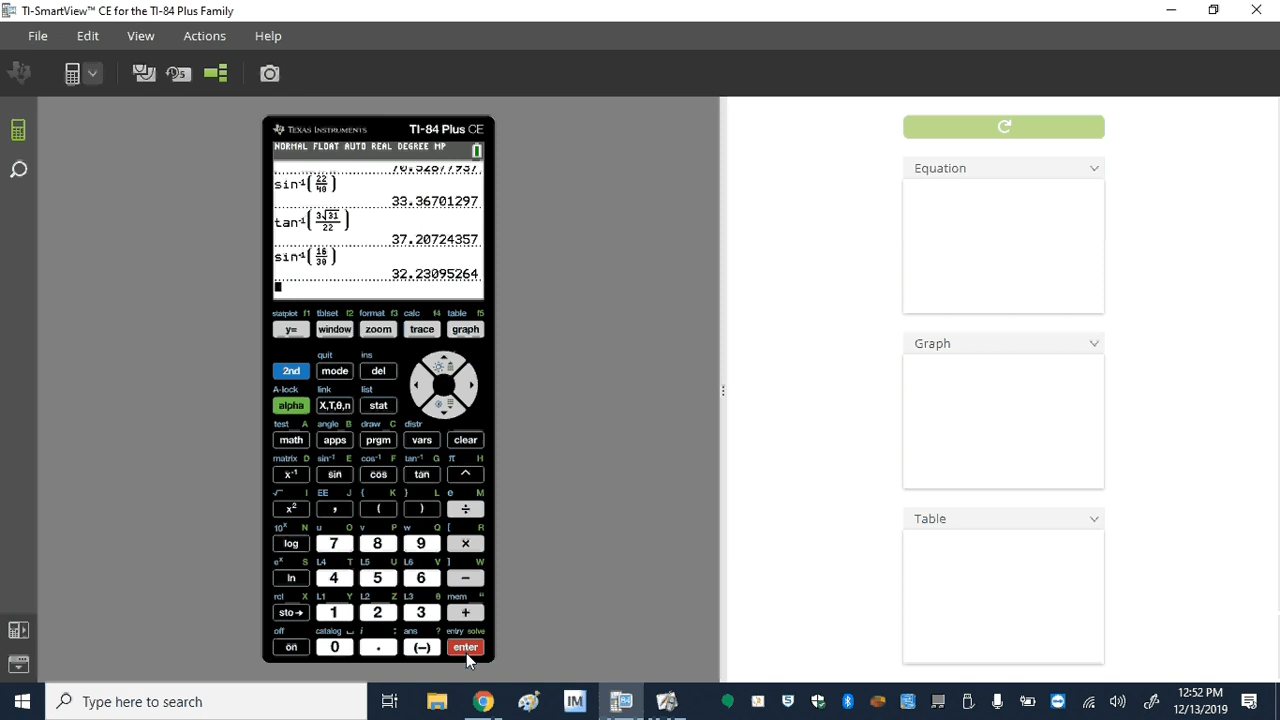 TI-SmartView™ CE for the TI-84 Plus Family
File Edit View Actions Help
TEXAS INSTRUMENTS TI-84 Plus CE
NORMAL FLOAT AUTO REAL DEGREE MP
70.52877937
sin⁻¹(22/40)
33.36701297
tan⁻¹(3√31/22)
37.20724357
sin⁻¹(16/30)
32.23095264
statplot f1 tblset f2 format f3 calc f4 table f5
y= window zoom trace graph
quit ins
2nd mode del
A-lock link list
alpha X,T,θ,n stat
test A angle B draw C distr
math apps prgm vars clear
matrix D sin⁻¹ E cos⁻¹ F tan⁻¹ G π H
x⁻¹ sin cos tan ^
√ I EE J { K } L e M
x² , ( ) ÷
10ˣ N u O v P w Q [ R
log 7 8 9 ×
eˣ S L4 T L5 U L6 V ] W
ln 4 5 6 −
rcl X L1 Y L2 Z L3 θ mem "
sto→ 1 2 3 +
off catalog ⎵ i : ans ? entry solve
on 0 . (−) enter
Equation
Graph
Table
Type here to search
IM
12:52 PM
12/13/2019